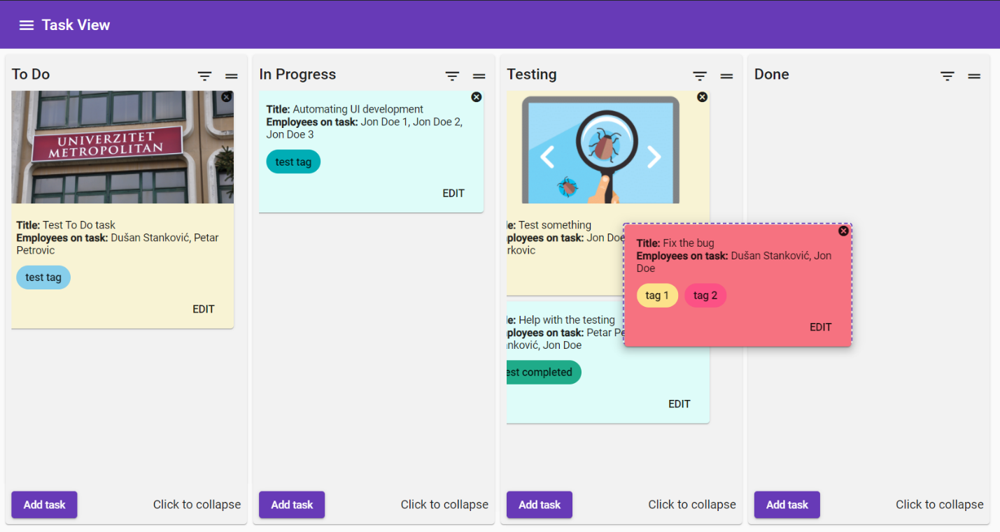 Task View
To Do
UNIVERZITET
METROPOLITAN
Title: Test To Do task
Employees on task: Dušan Stanković, Petar
Petrovic
test tag
EDIT
Add task
Click to collapse
In Progress
Title: Automating UI development
Employees on task: Jon Doe 1, Jon Doe 2,
Jon Doe 3
test tag
EDIT
Add task
Click to collapse
Testing
le: Test something
ployees on task: Jon Doe
rkovic
le: Help with the testing
ployees on task: Petar Pe
anković, Jon Doe
est completed
EDIT
Add task
Click to collapse
Title: Fix the bug
Employees on task: Dušan Stanković, Jon
Doe
tag 1
tag 2
EDIT
Done
Add task
Click to collapse